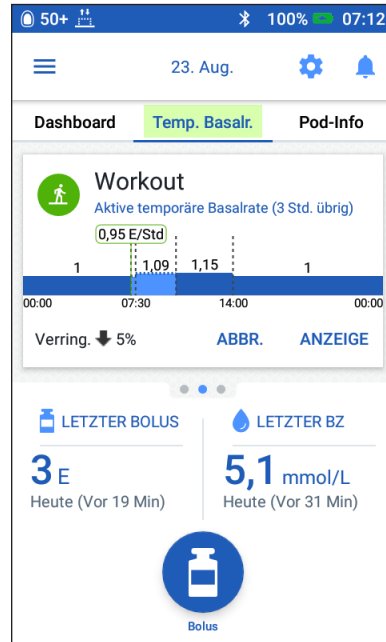 50+ 100% 07:12
23. Aug.
Dashboard Temp. Basalr. Pod-Info
Workout
Aktive temporäre Basalrate (3 Std. übrig)
0,95 E/Std
1 1,09 1,15 1
00:00 07:30 14:00 00:00
Verring. 5% ABBR. ANZEIGE
LETZTER BOLUS LETZTER BZ
3 E 5,1 mmol/L
Heute (Vor 19 Min) Heute (Vor 31 Min)
Bolus